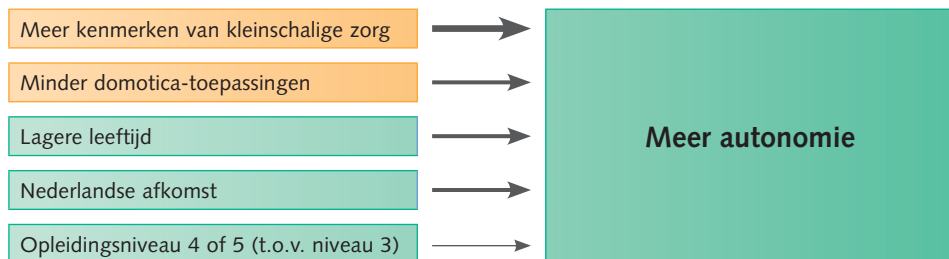 Meer kenmerken van kleinschalige zorg
Minder domotica-toepassingen
Lagere leeftijd
Nederlandse afkomst
Opleidingsniveau 4 of 5 (t.o.v. niveau 3)
Meer autonomie